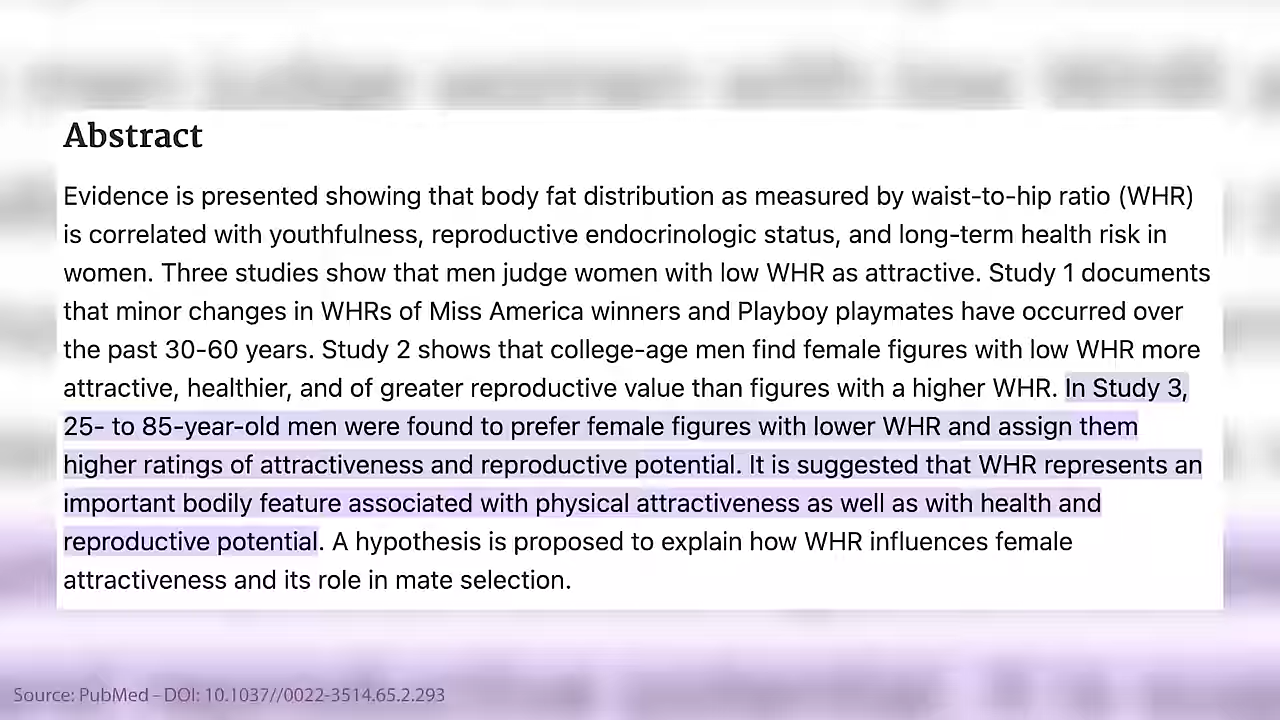 men judge women with low WHR
Abstract
Evidence is presented showing that body fat distribution as measured by waist-to-hip ratio (WHR)
is correlated with youthfulness, reproductive endocrinologic status, and long-term health risk in
women. Three studies show that men judge women with low WHR as attractive. Study 1 documents
that minor changes in WHRs of Miss America winners and Playboy playmates have occurred over
the past 30-60 years. Study 2 shows that college-age men find female figures with low WHR more
attractive, healthier, and of greater reproductive value than figures with a higher WHR. In Study 3,
25- to 85-year-old men were found to prefer female figures with lower WHR and assign them
higher ratings of attractiveness and reproductive potential. It is suggested that WHR represents an
important bodily feature associated with physical attractiveness as well as with health and
reproductive potential. A hypothesis is proposed to explain how WHR influences female
attractiveness and its role in mate selection.
Source: PubMed - DOI: 10.1037//0022-3514.65.2.293